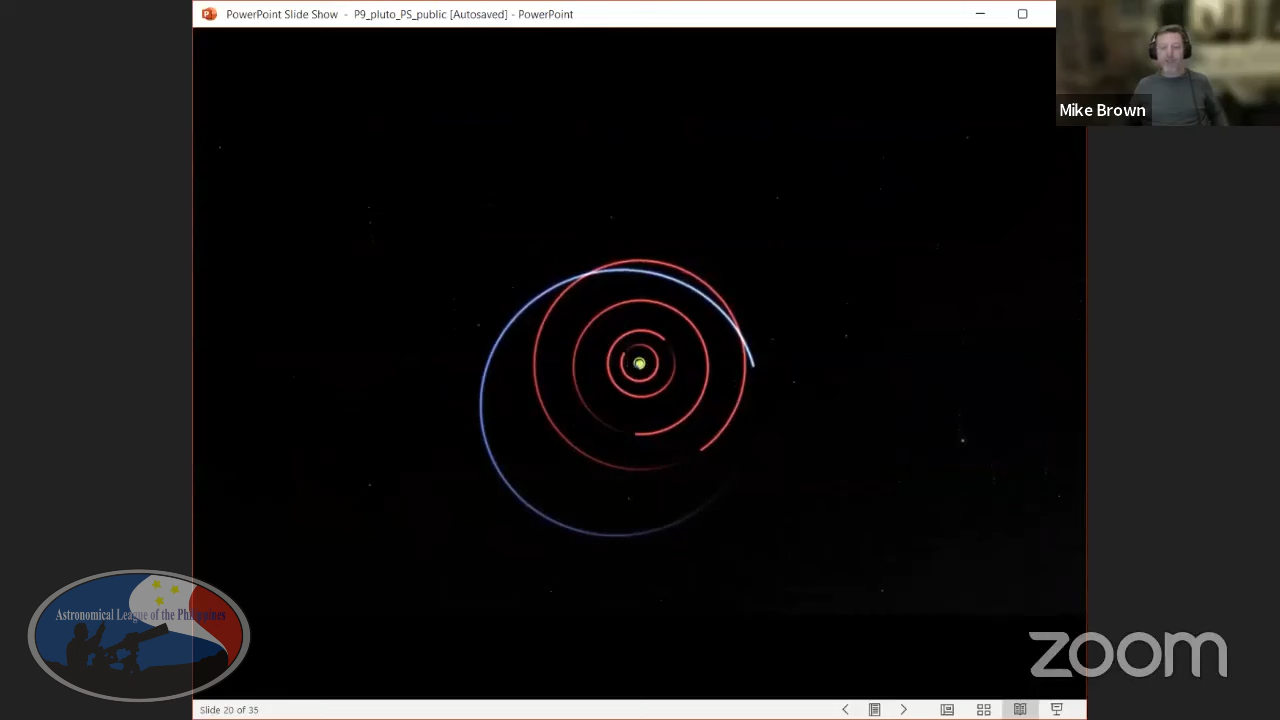 PowerPoint Slide Show - P9_pluto_PS_public [Autosaved] - PowerPoint
Mike Brown
Astronomical League of the Philippines
zoom
Slide 20 of 35